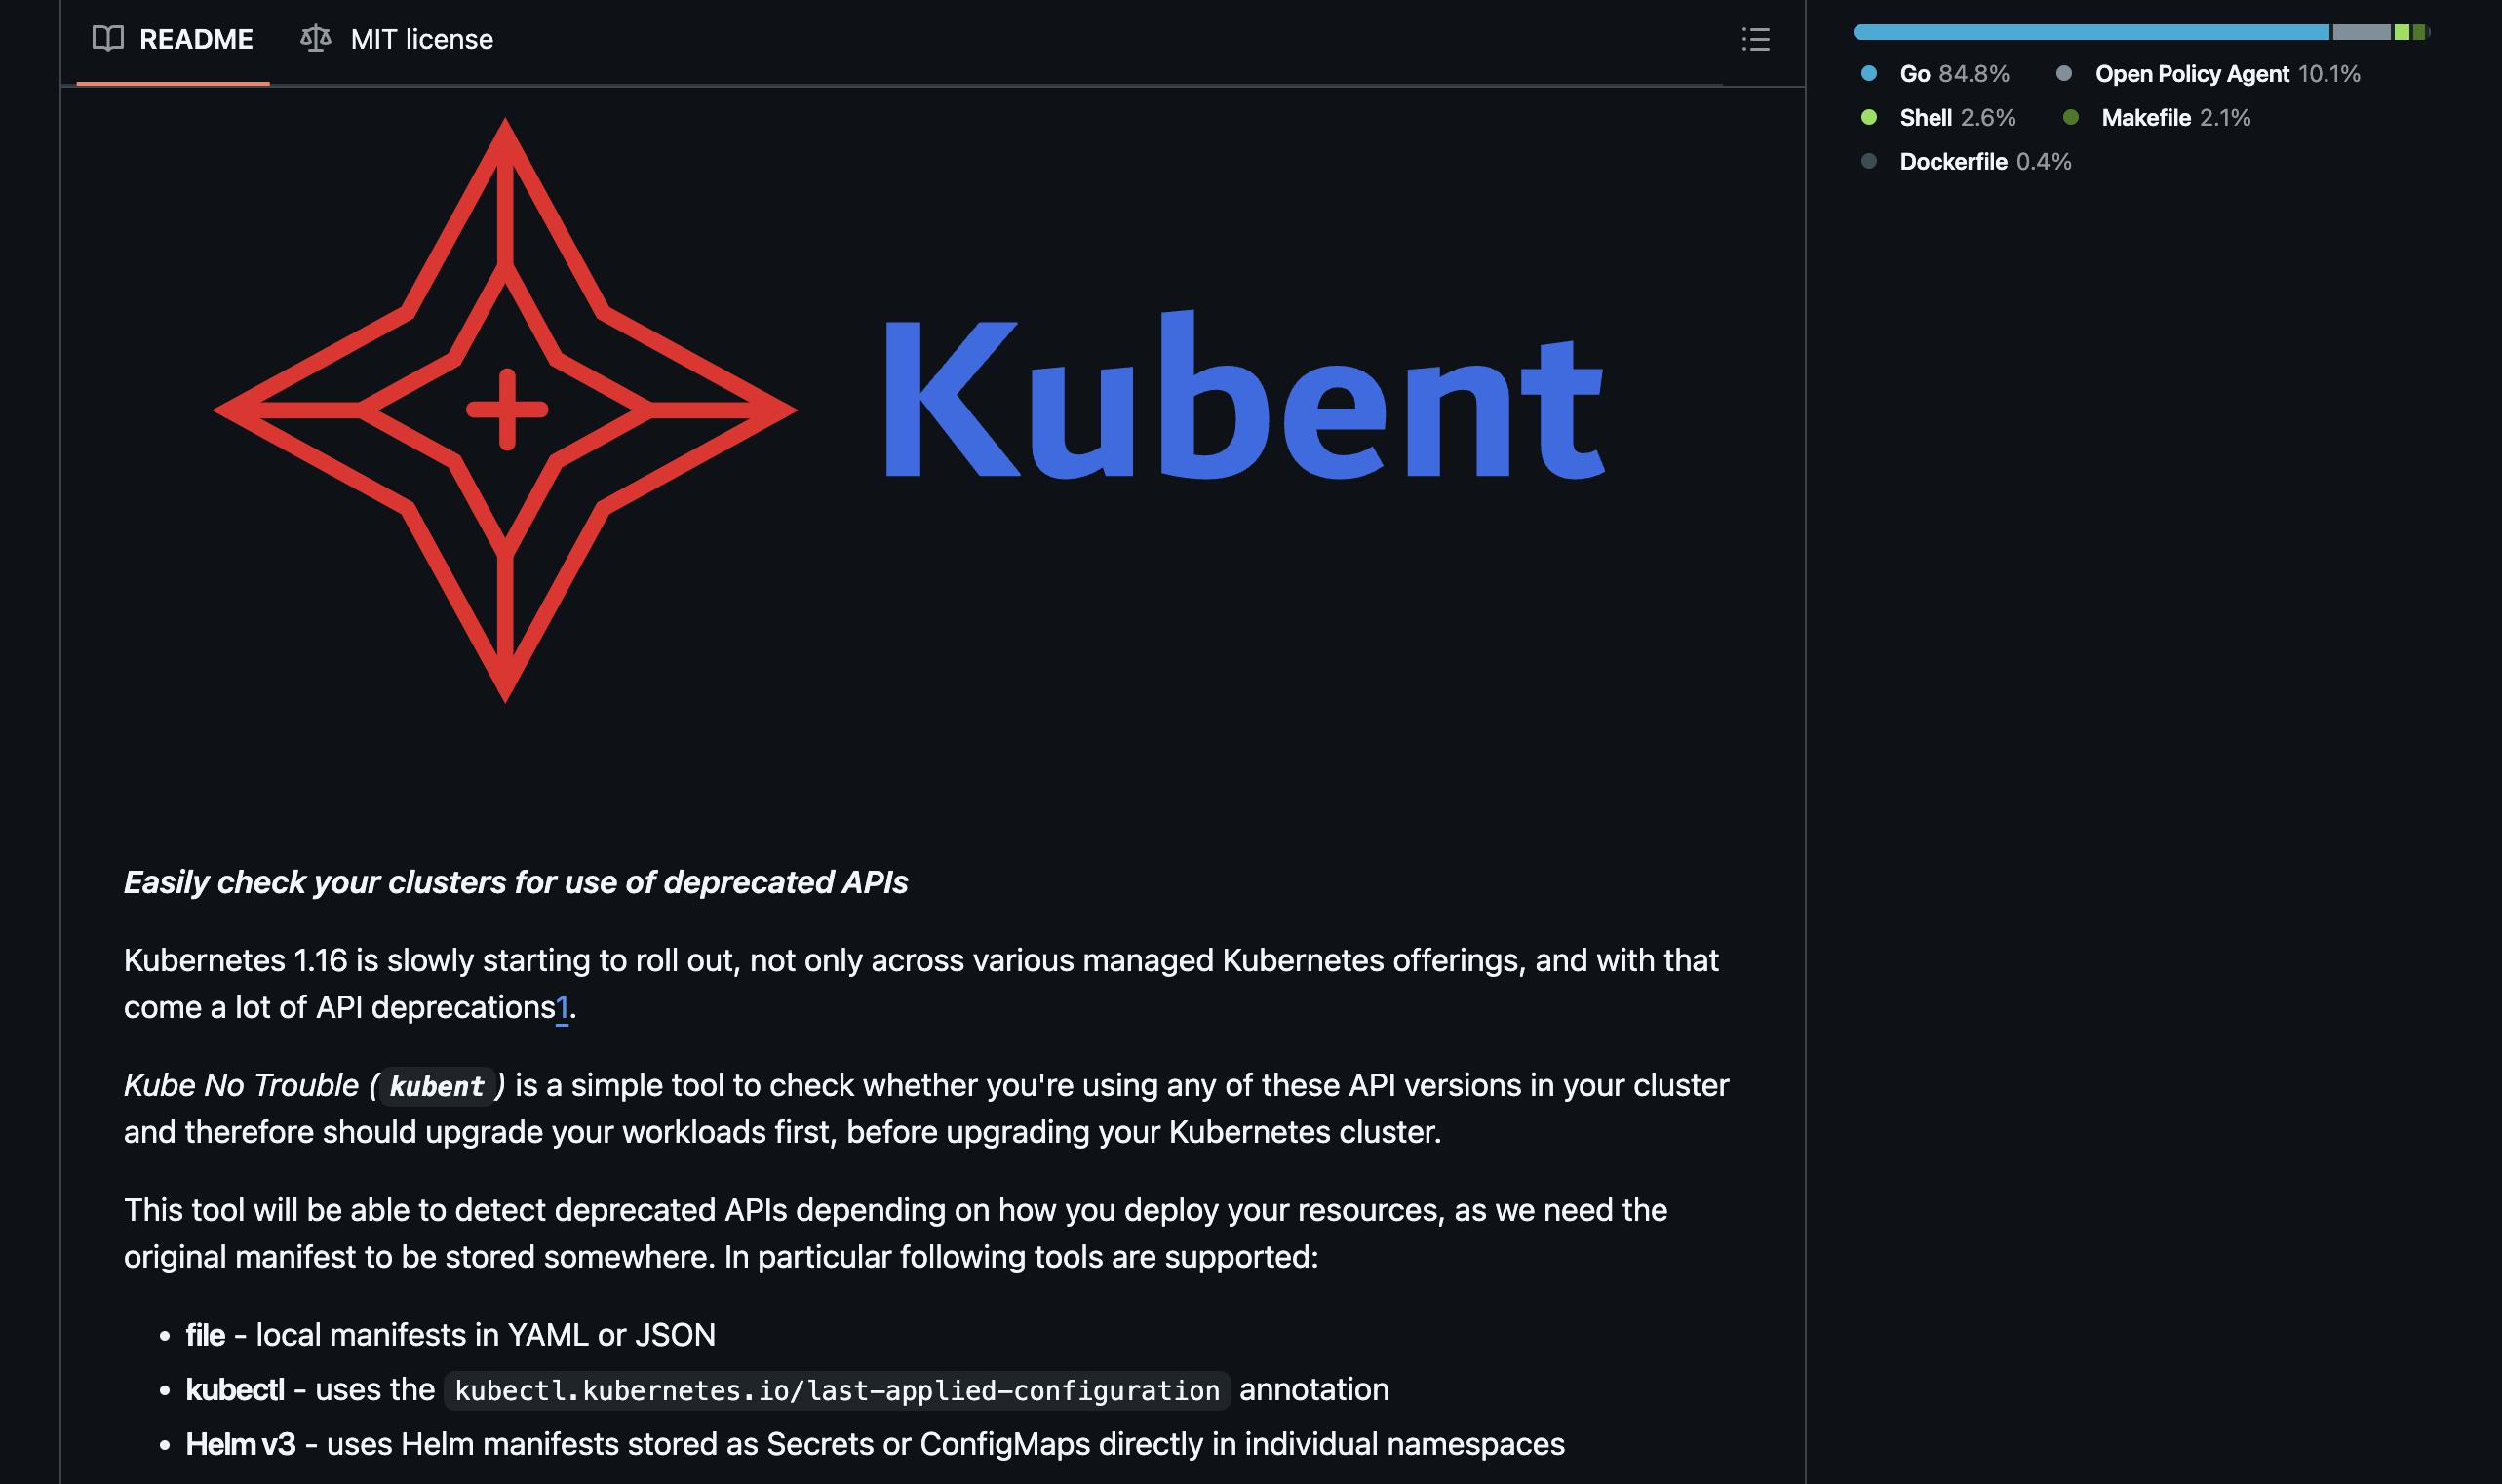 README
MIT license
Go 84.8%
Open Policy Agent 10.1%
Shell 2.6%
Makefile 2.1%
Dockerfile 0.4%
Kubent
Easily check your clusters for use of deprecated APIs
Kubernetes 1.16 is slowly starting to roll out, not only across various managed Kubernetes offerings, and with that
come a lot of API deprecations1.
Kube No Trouble (kubent) is a simple tool to check whether you're using any of these API versions in your cluster
and therefore should upgrade your workloads first, before upgrading your Kubernetes cluster.
This tool will be able to detect deprecated APIs depending on how you deploy your resources, as we need the
original manifest to be stored somewhere. In particular following tools are supported:
• file - local manifests in YAML or JSON
• kubectl - uses the kubectl.kubernetes.io/last-applied-configuration annotation
• Helm v3 - uses Helm manifests stored as Secrets or ConfigMaps directly in individual namespaces